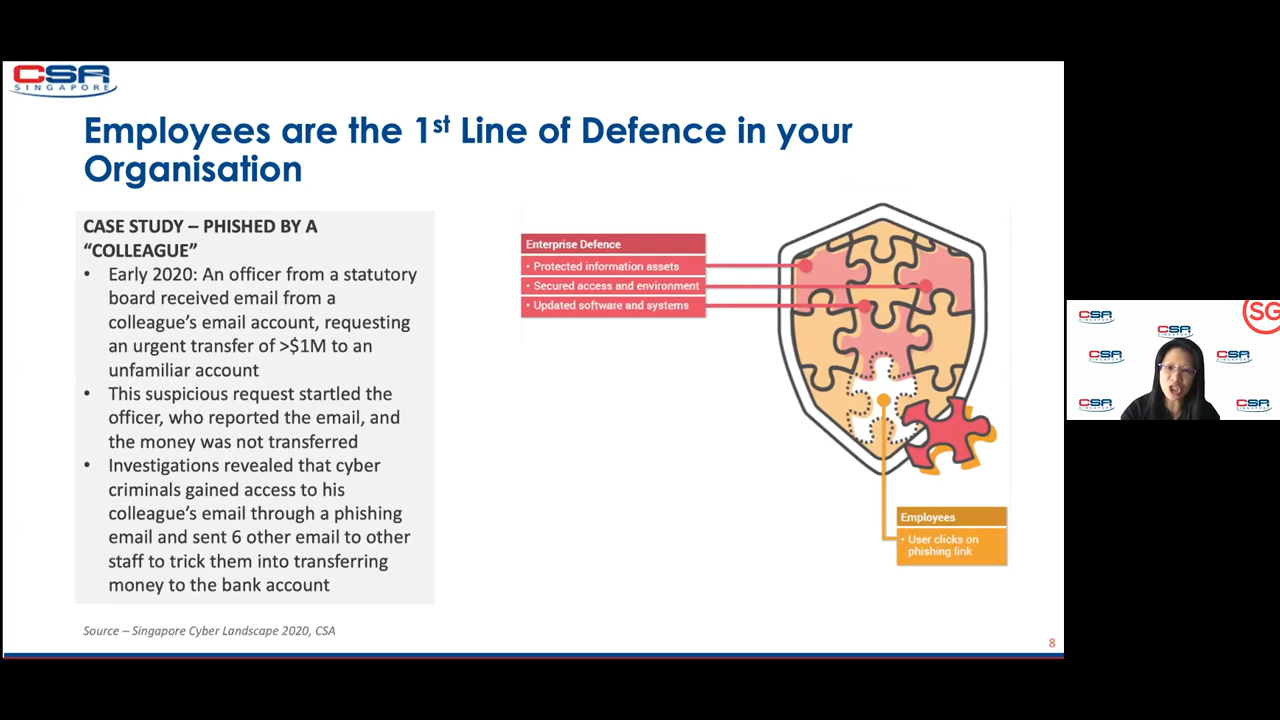 CSA
SINGAPORE
Employees are the 1st Line of Defence in your
Organisation
CASE STUDY – PHISHED BY A
“COLLEAGUE”
• Early 2020: An officer from a statutory
board received email from a
colleague’s email account, requesting
an urgent transfer of >$1M to an
unfamiliar account
• This suspicious request startled the
officer, who reported the email, and
the money was not transferred
• Investigations revealed that cyber
criminals gained access to his
colleague’s email through a phishing
email and sent 6 other email to other
staff to trick them into transferring
money to the bank account
Source – Singapore Cyber Landscape 2020, CSA
Enterprise Defence
• Protected information assets
• Secured access and environment
• Updated software and systems
Employees
• User clicks on
phishing link
8
SG
CSA
CSA
CSA
CSA
CSA
CSA